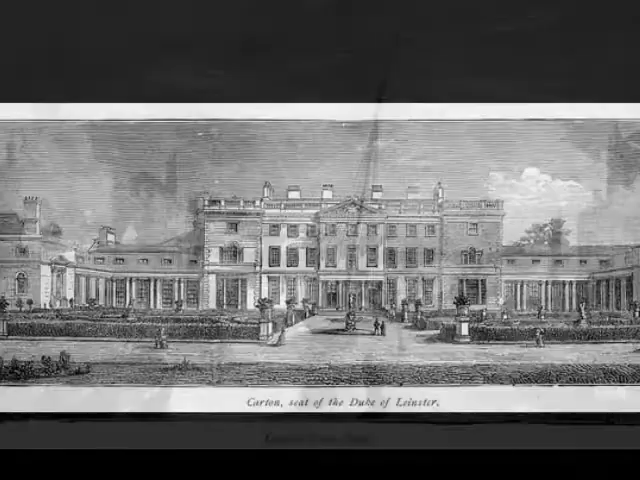 Carton, seat of the Duke of Leinster.